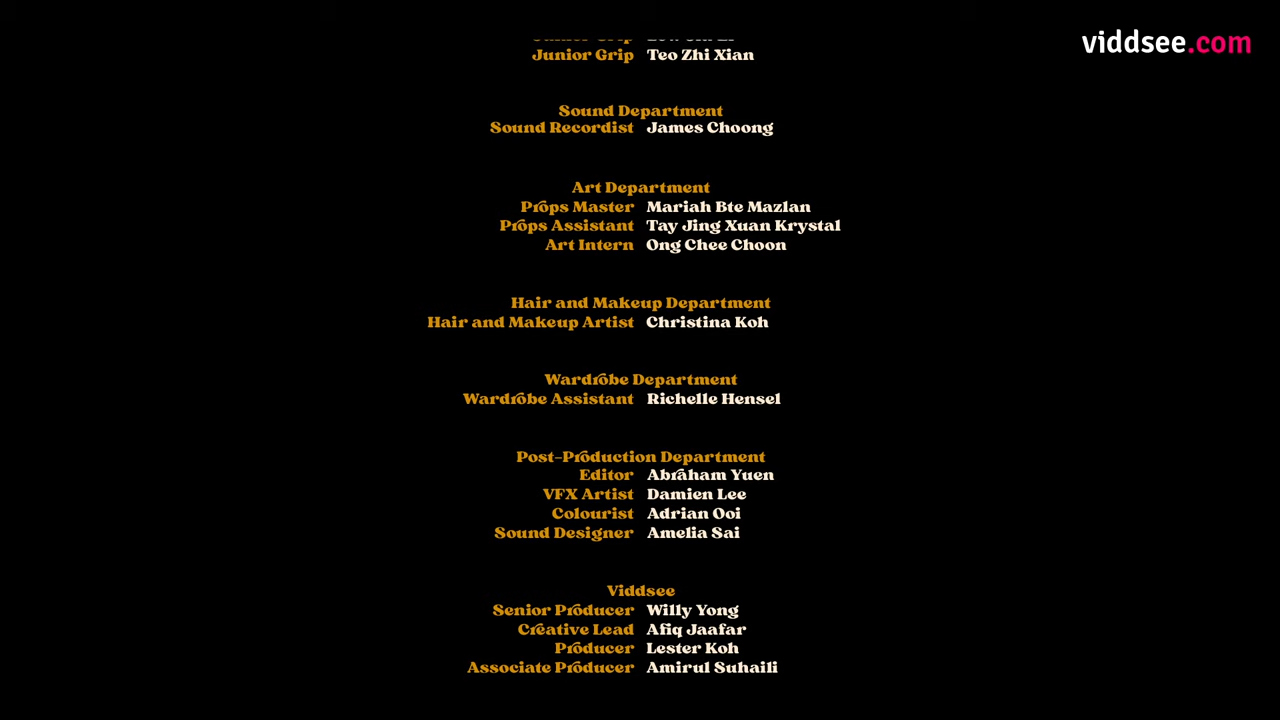 viddsee.com
Junior Grip Teo Zhi Xian
Sound Department
Sound Recordist James Choong
Art Department
Props Master Mariah Bte Mazlan
Props Assistant Tay Jing Xuan Krystal
Art Intern Ong Chee Choon
Hair and Makeup Department
Hair and Makeup Artist Christina Koh
Wardrobe Department
Wardrobe Assistant Richelle Hensel
Post-Production Department
Editor Abraham Yuen
VFX Artist Damien Lee
Colourist Adrian Ooi
Sound Designer Amelia Sai
Viddsee
Senior Producer Willy Yong
Creative Lead Afiq Jaafar
Producer Lester Koh
Associate Producer Amirul Suhaili